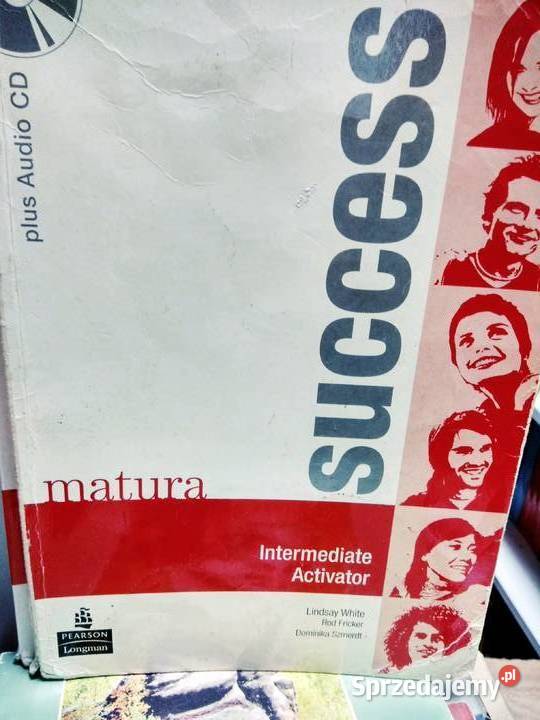 plus Audio CD
success
matura
Intermediate
Activator
Lindsay White
Rod Fricker
Dominika Szmerdt
PEARSON
Longman
Sprzedajemy.pl